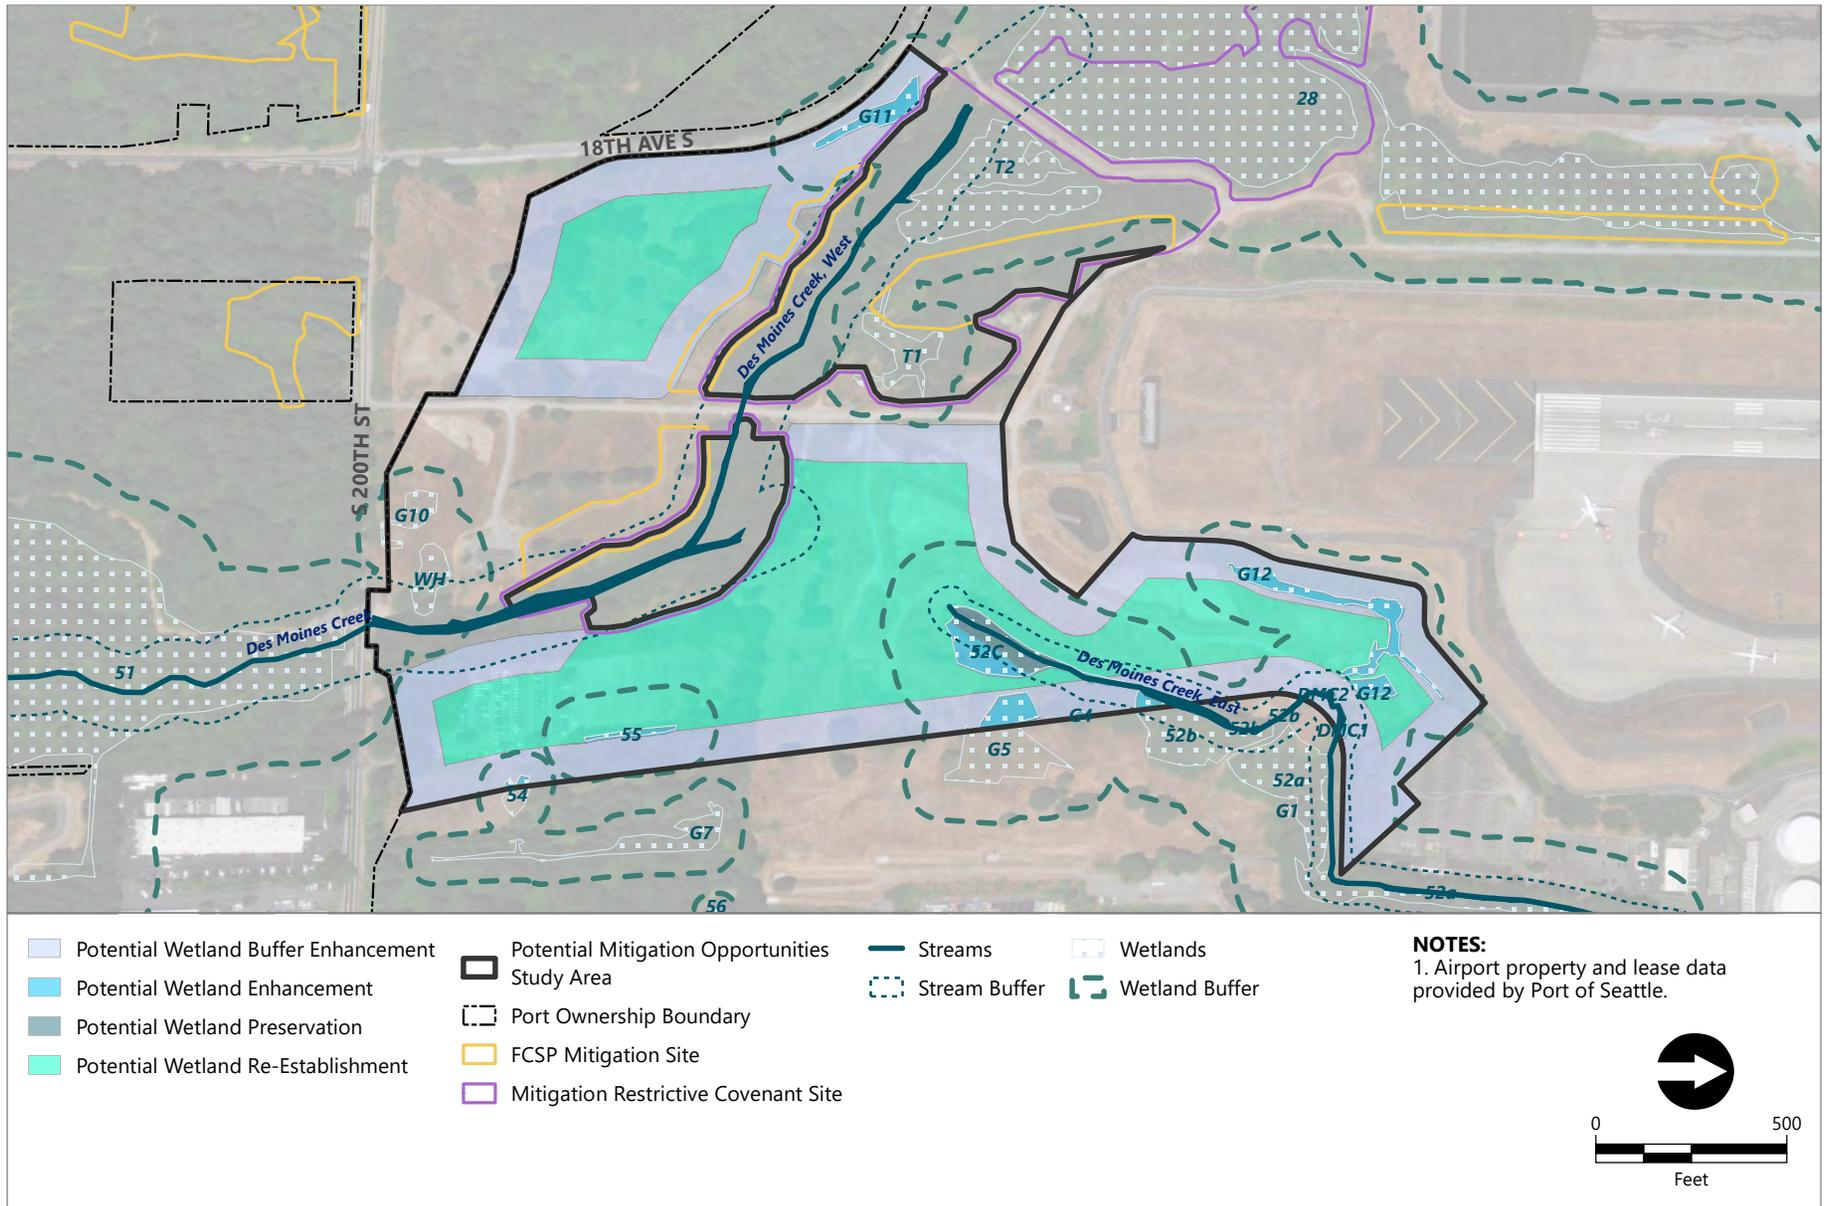 28
G11
18TH AVE S
T2
Des Moines Creek, West
T1
S 200TH ST
G10
WH
G12
Des Moines Creek
52C
Des Moines Creek, East
51
DMC2
G12
G4
52b
52b
52b
DMC1
55
G5
52a
54
G1
G7
52a
56
Potential Wetland Buffer Enhancement
Potential Wetland Enhancement
Potential Wetland Preservation
Potential Wetland Re-Establishment
Potential Mitigation Opportunities
Study Area
Port Ownership Boundary
FCSP Mitigation Site
Mitigation Restrictive Covenant Site
Streams
Stream Buffer
Wetlands
Wetland Buffer
NOTES:
1. Airport property and lease data
provided by Port of Seattle.
0 500
Feet